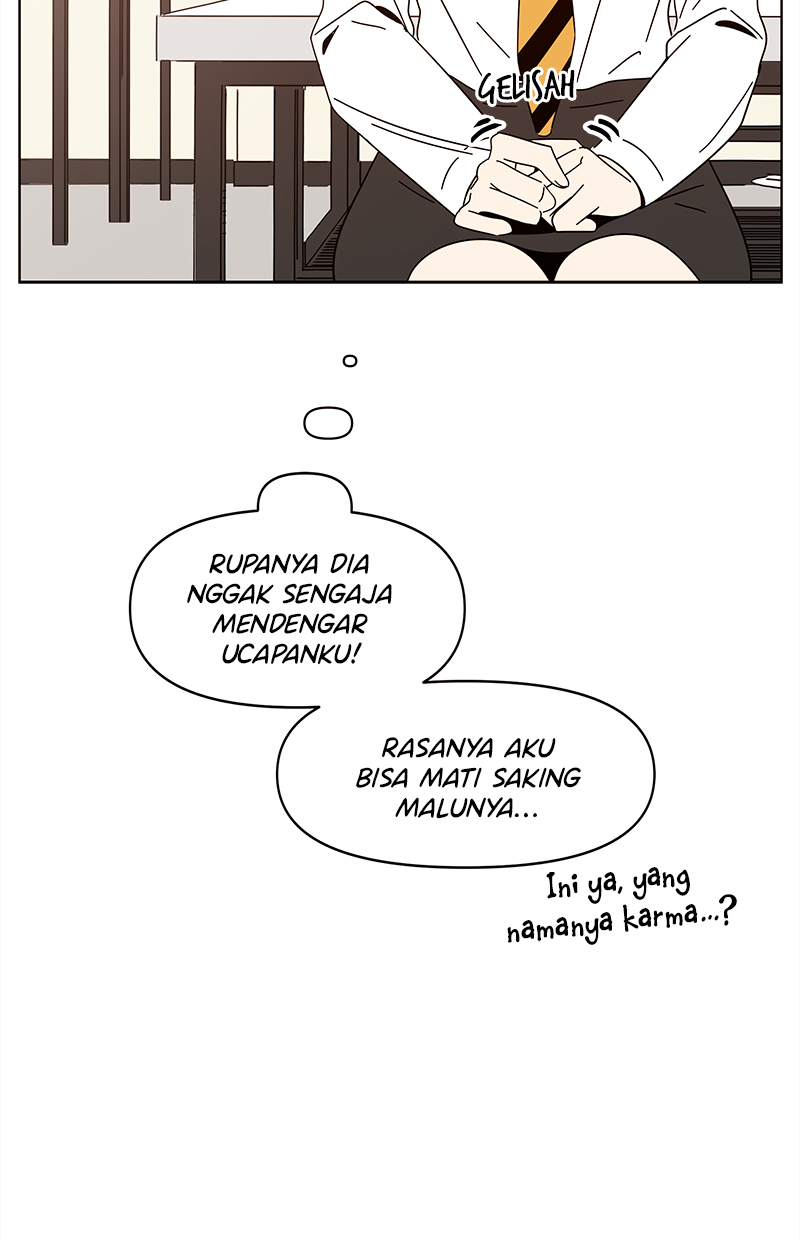 GELISAH
RUPANYA DIA
NGGAK SENGAJA
MENDENGAR
UCAPANKU!
RASANYA AKU
BISA MATI SAKING
MALUNYA...
Ini ya, yang
namanya karma...?